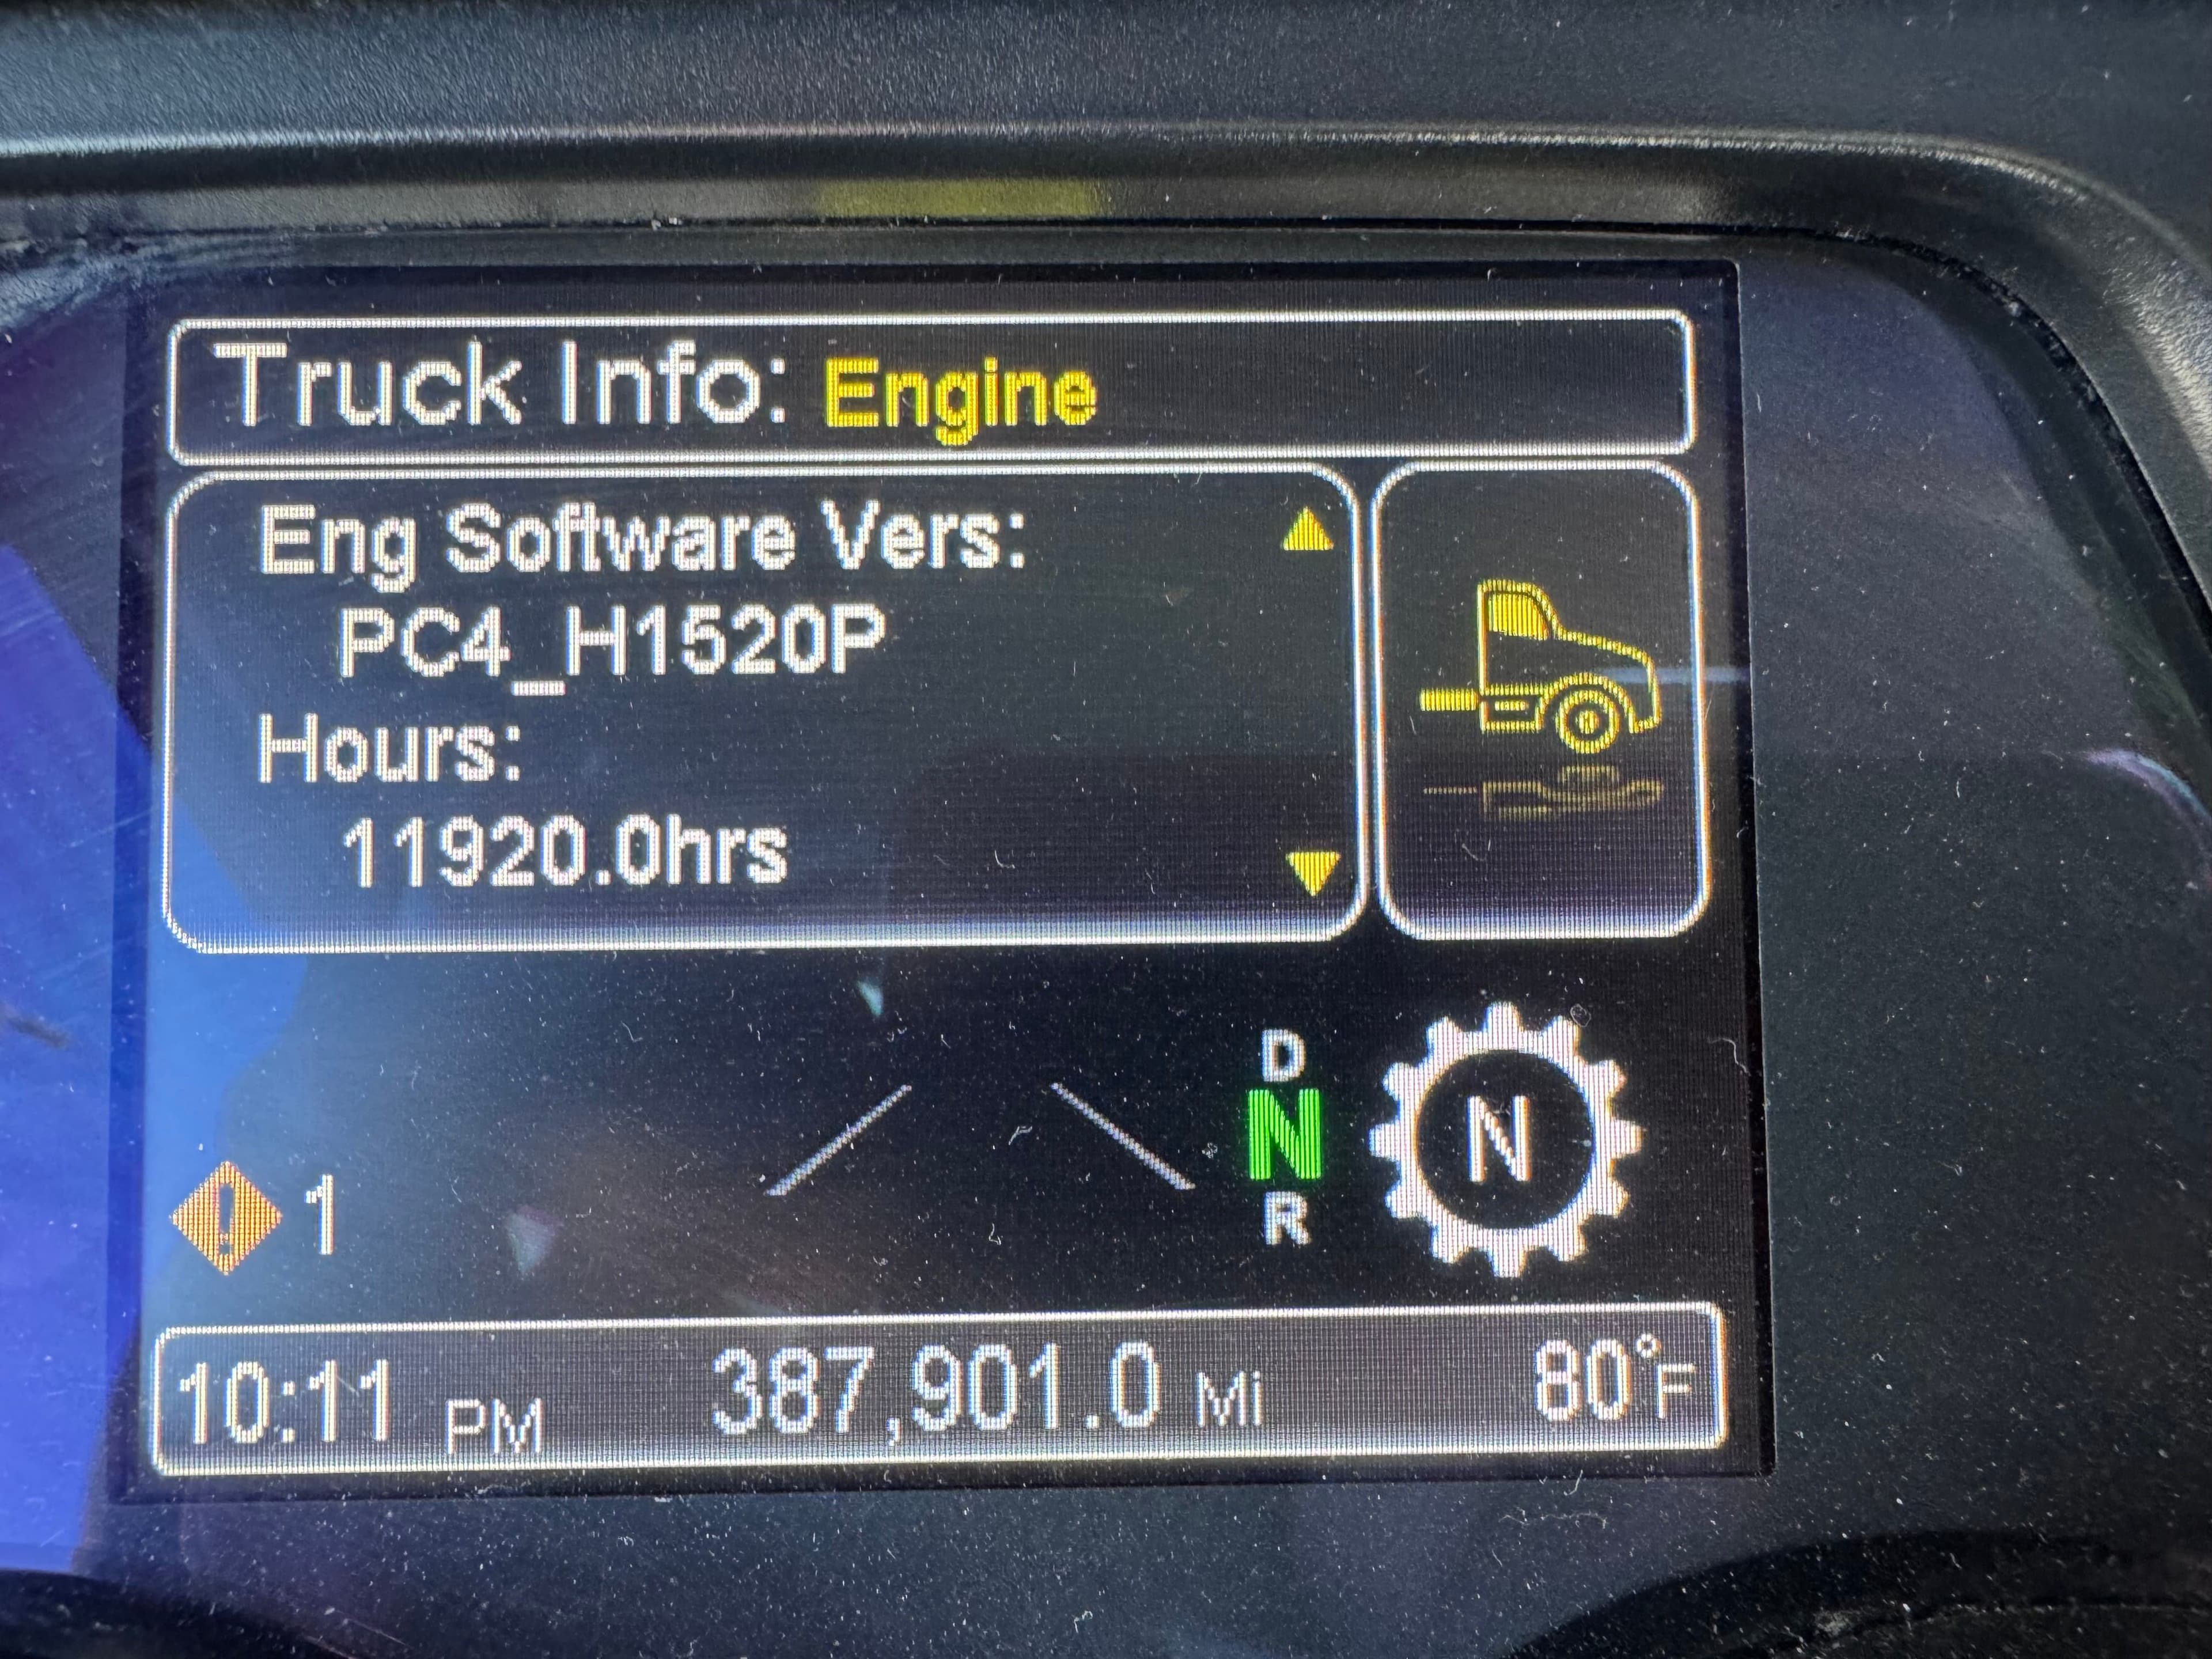 Truck Info: Engine
Eng Software Vers:
PC4_H1520P
Hours:
11920.0hrs
D
N
R
N
! 1
10:11 PM 387,901.0 Mi 80°F